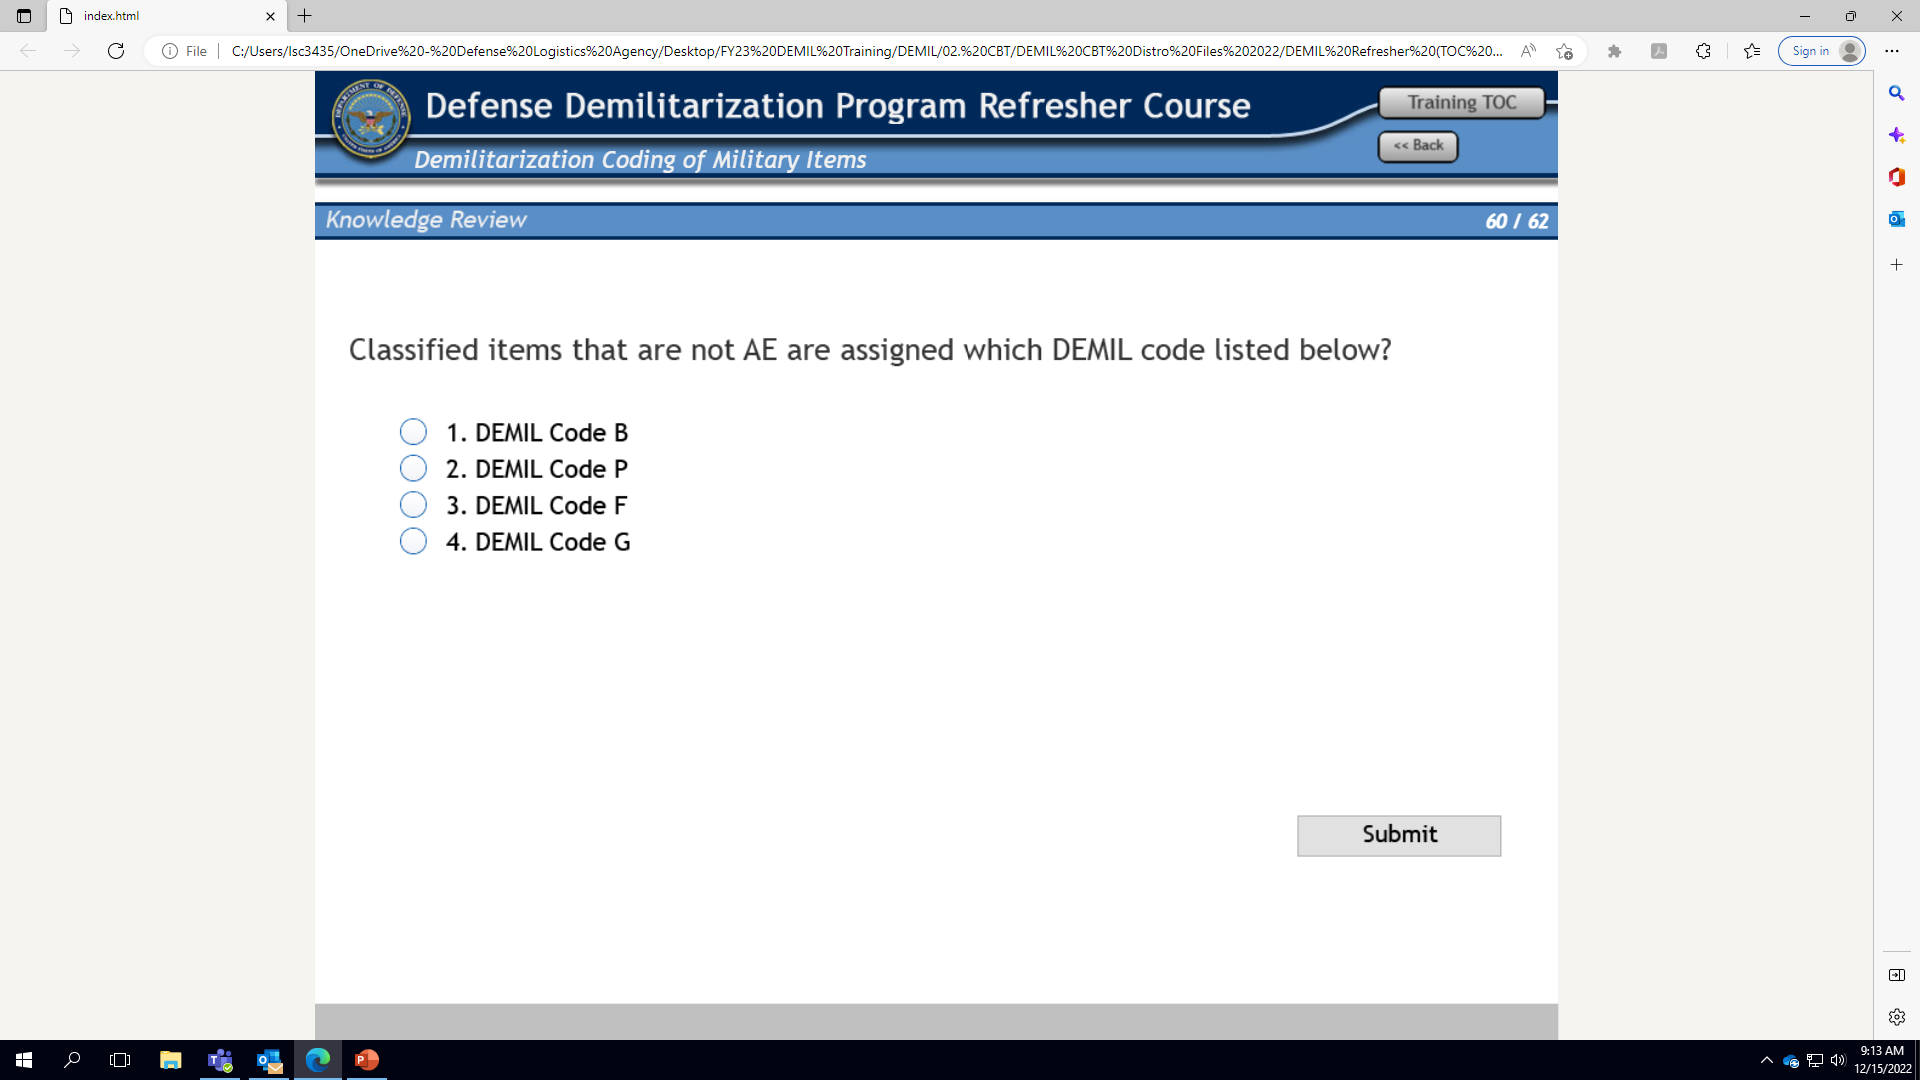 index.html
File
C:/Users/lsc3435/OneDrive%20-%20Defense%20Logistics%20Agency/Desktop/FY23%20DEMIL%20Training/DEMIL/02.%20CBT/DEMIL%20CBT%20Distro%20Files%202022/DEMIL%20Refresher%20(TOC%20...
Sign in
Defense Demilitarization Program Refresher Course
Training TOC
<< Back
Demilitarization Coding of Military Items
Knowledge Review
60 / 62
Classified items that are not AE are assigned which DEMIL code listed below?
1. DEMIL Code B
2. DEMIL Code P
3. DEMIL Code F
4. DEMIL Code G
Submit
9:13 AM
12/15/2022